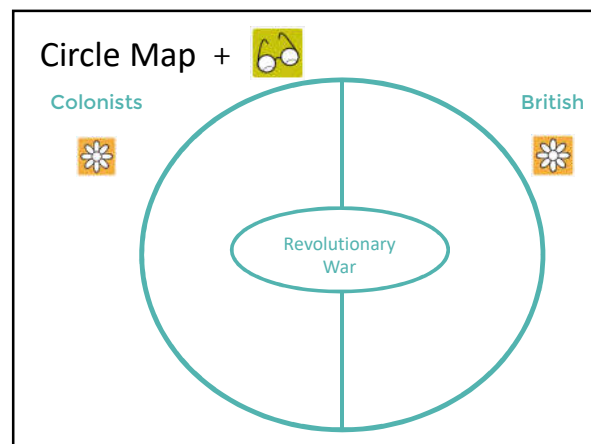 Circle Map +
Colonists
British
Revolutionary
War